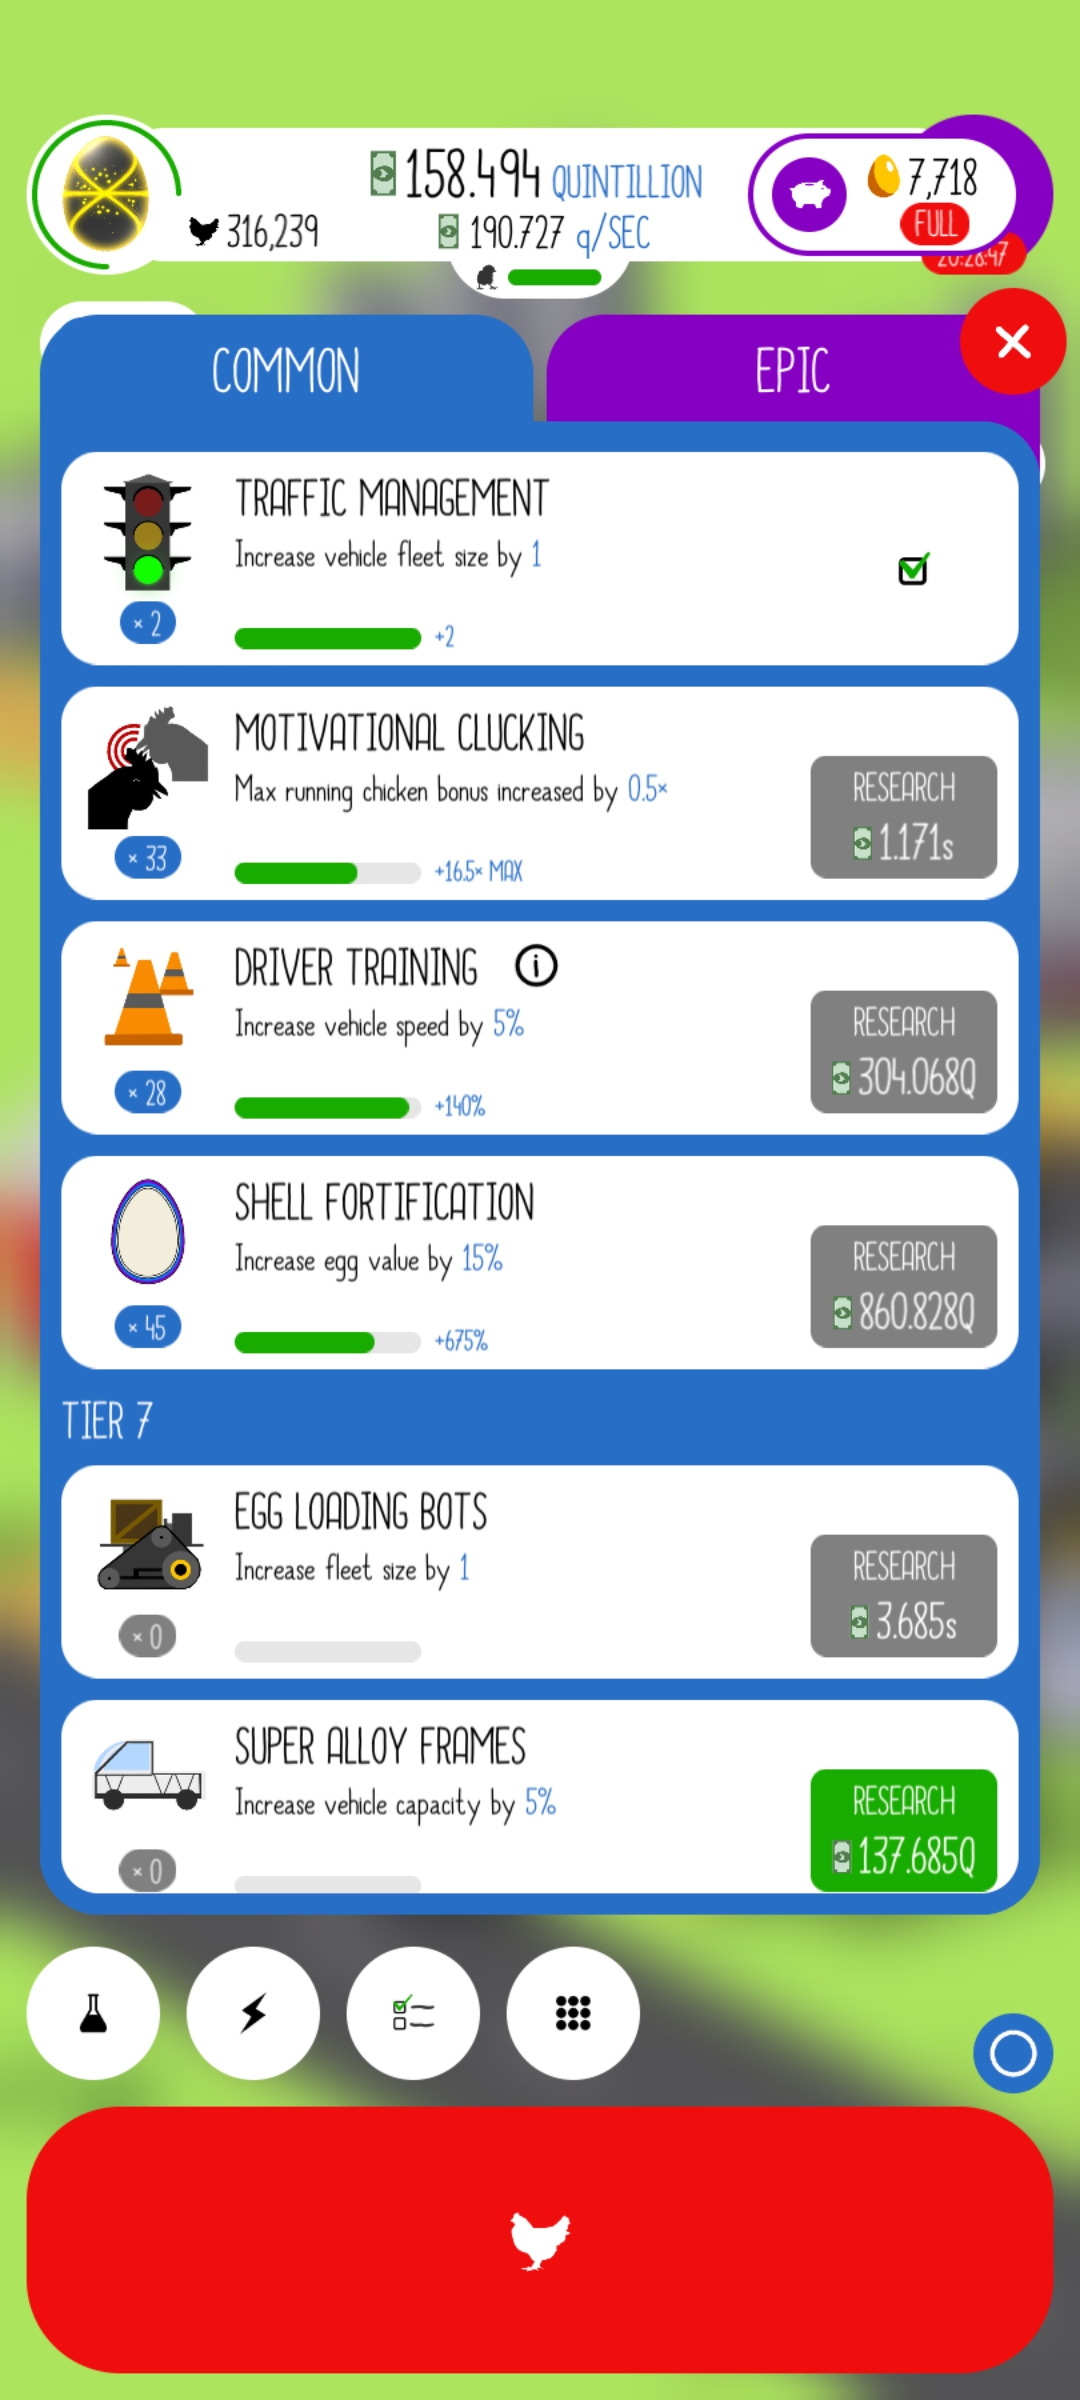 158.494 QUINTILLION
316,239
190.727 q/SEC
7,718
FULL
20:28:47
COMMON
EPIC
TRAFFIC MANAGEMENT
Increase vehicle fleet size by 1
× 2
+2
MOTIVATIONAL CLUCKING
Max running chicken bonus increased by 0.5×
RESEARCH
1.171s
× 33
+16.5× MAX
DRIVER TRAINING i
Increase vehicle speed by 5%
RESEARCH
304.068Q
× 28
+140%
SHELL FORTIFICATION
Increase egg value by 15%
RESEARCH
860.828Q
× 45
+675%
TIER 7
EGG LOADING BOTS
Increase fleet size by 1
RESEARCH
3.685s
× 0
SUPER ALLOY FRAMES
Increase vehicle capacity by 5%
RESEARCH
137.685Q
× 0